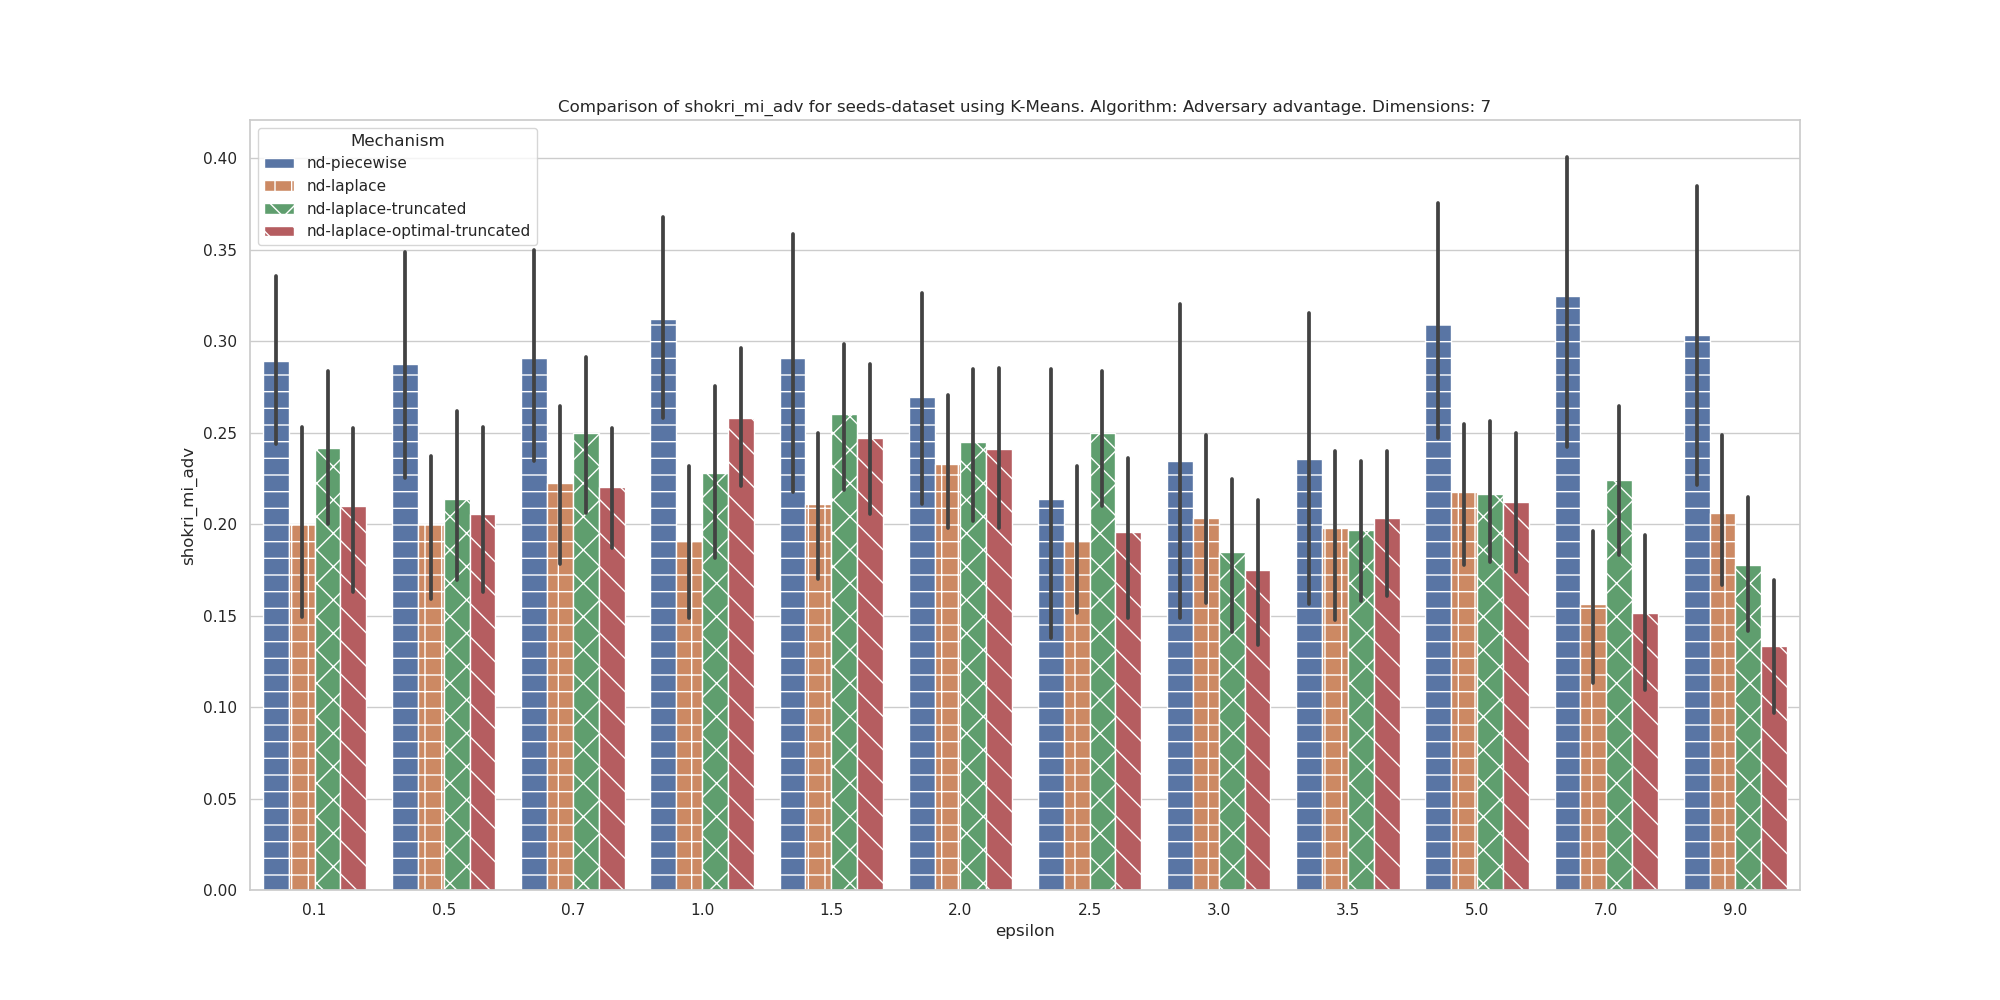 Comparison of shokri_mi_adv for seeds-dataset using K-Means. Algorithm: Adversary advantage. Dimensions: 7
Mechanism
nd-piecewise
nd-laplace
nd-laplace-truncated
nd-laplace-optimal-truncated
shokri_mi_adv
0.40
0.35
0.30
0.25
0.20
0.15
0.10
0.05
0.00
0.1 0.5 0.7 1.0 1.5 2.0 2.5 3.0 3.5 5.0 7.0 9.0
epsilon